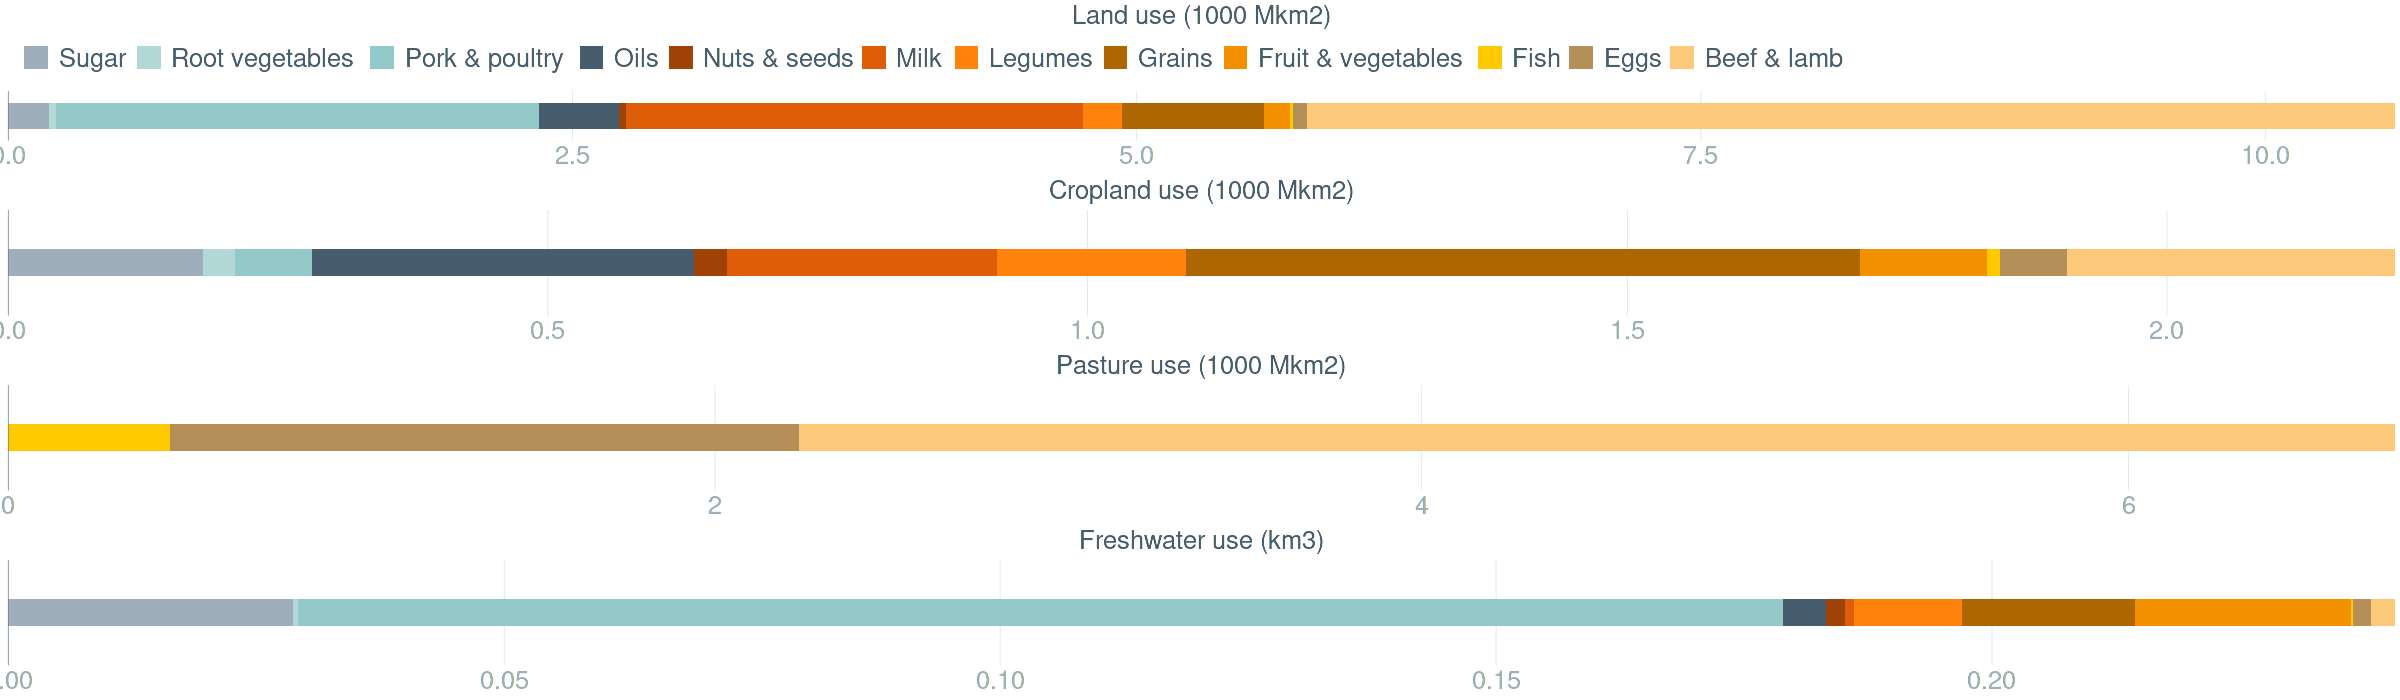 Land use (1000 Mkm2)
Sugar Root vegetables Pork & poultry Oils Nuts & seeds Milk Legumes Grains Fruit & vegetables Fish Eggs Beef & lamb
0.0 2.5 5.0 7.5 10.0
Cropland use (1000 Mkm2)
0.0 0.5 1.0 1.5 2.0
Pasture use (1000 Mkm2)
0 2 4 6
Freshwater use (km3)
.00 0.05 0.10 0.15 0.20